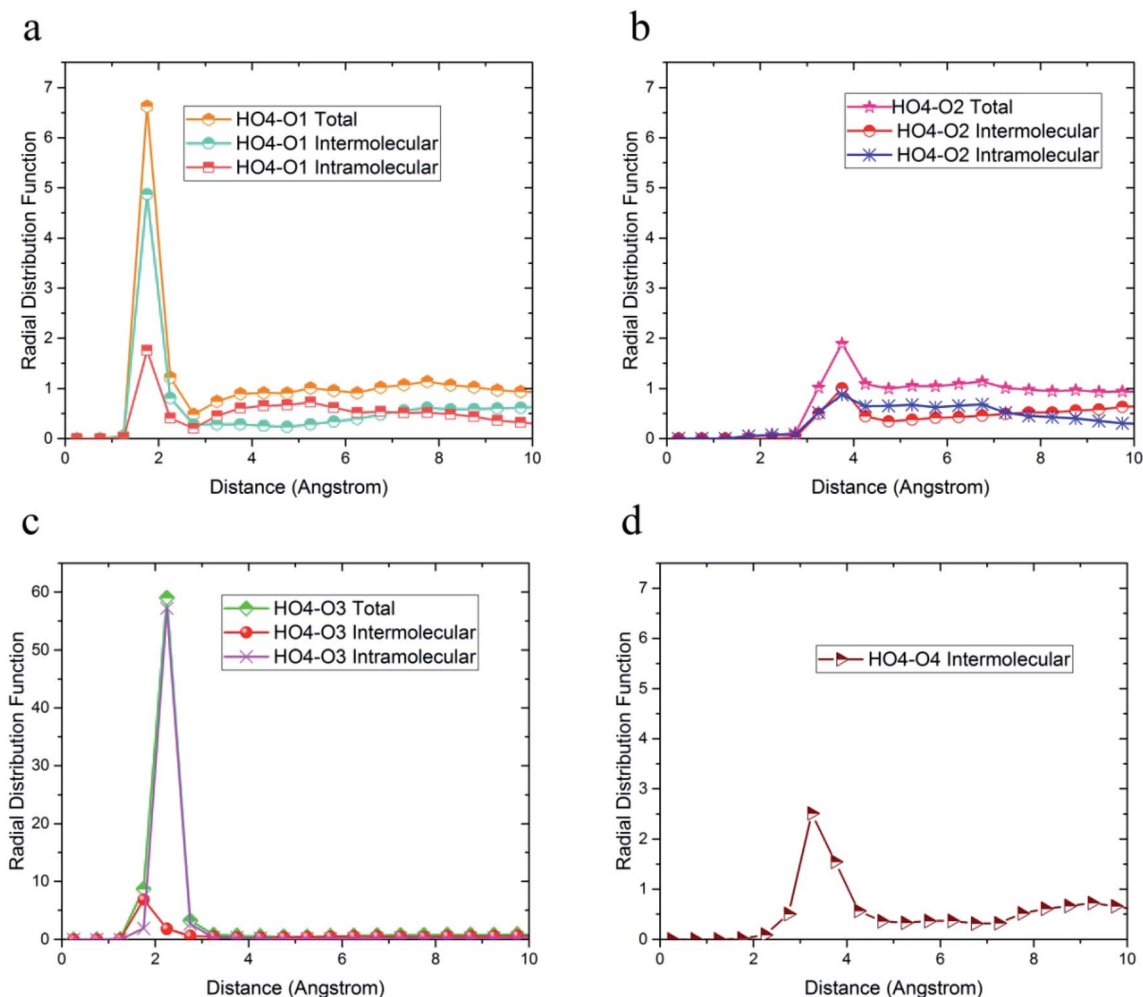 a
7
6
5
4
3
2
1
0
0 2 4 6 8 10
Radial Distribution Function
Distance (Angstrom)
HO4-O1 Total
HO4-O1 Intermolecular
HO4-O1 Intramolecular
b
7
6
5
4
3
2
1
0
0 2 4 6 8 10
Radial Distribution Function
Distance (Angstrom)
HO4-O2 Total
HO4-O2 Intermolecular
HO4-O2 Intramolecular
c
60
50
40
30
20
10
0
0 2 4 6 8 10
Radial Distribution Function
Distance (Angstrom)
HO4-O3 Total
HO4-O3 Intermolecular
HO4-O3 Intramolecular
d
7
6
5
4
3
2
1
0
0 2 4 6 8 10
Radial Distribution Function
Distance (Angstrom)
HO4-O4 Intermolecular